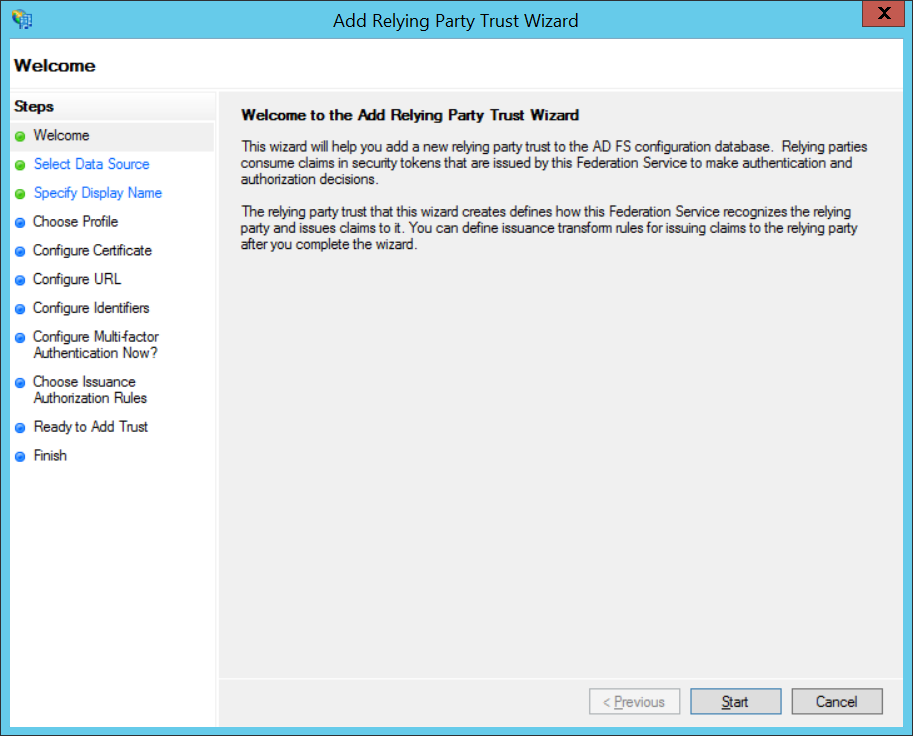 Add Relying Party Trust Wizard
X
Welcome
Steps
Welcome
Select Data Source
Specify Display Name
Choose Profile
Configure Certificate
Configure URL
Configure Identifiers
Configure Multi-factor
Authentication Now?
Choose Issuance
Authorization Rules
Ready to Add Trust
Finish
Welcome to the Add Relying Party Trust Wizard
This wizard will help you add a new relying party trust to the AD FS configuration database.  Relying parties
consume claims in security tokens that are issued by this Federation Service to make authentication and
authorization decisions.
The relying party trust that this wizard creates defines how this Federation Service recognizes the relying
party and issues claims to it. You can define issuance transform rules for issuing claims to the relying party
after you complete the wizard.
< Previous
Start
Cancel